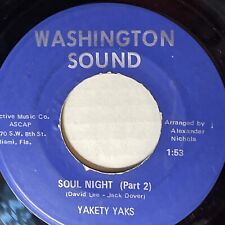 WASHINGTON
SOUND
ctive Music Co.
ASCAP
70 S.W. 8th St.
iami, Fla.
Arranged by
Alexander
Nichols
1:53
SOUL NIGHT (Part 2)
(David Lee - Jack Dover)
YAKETY YAKS